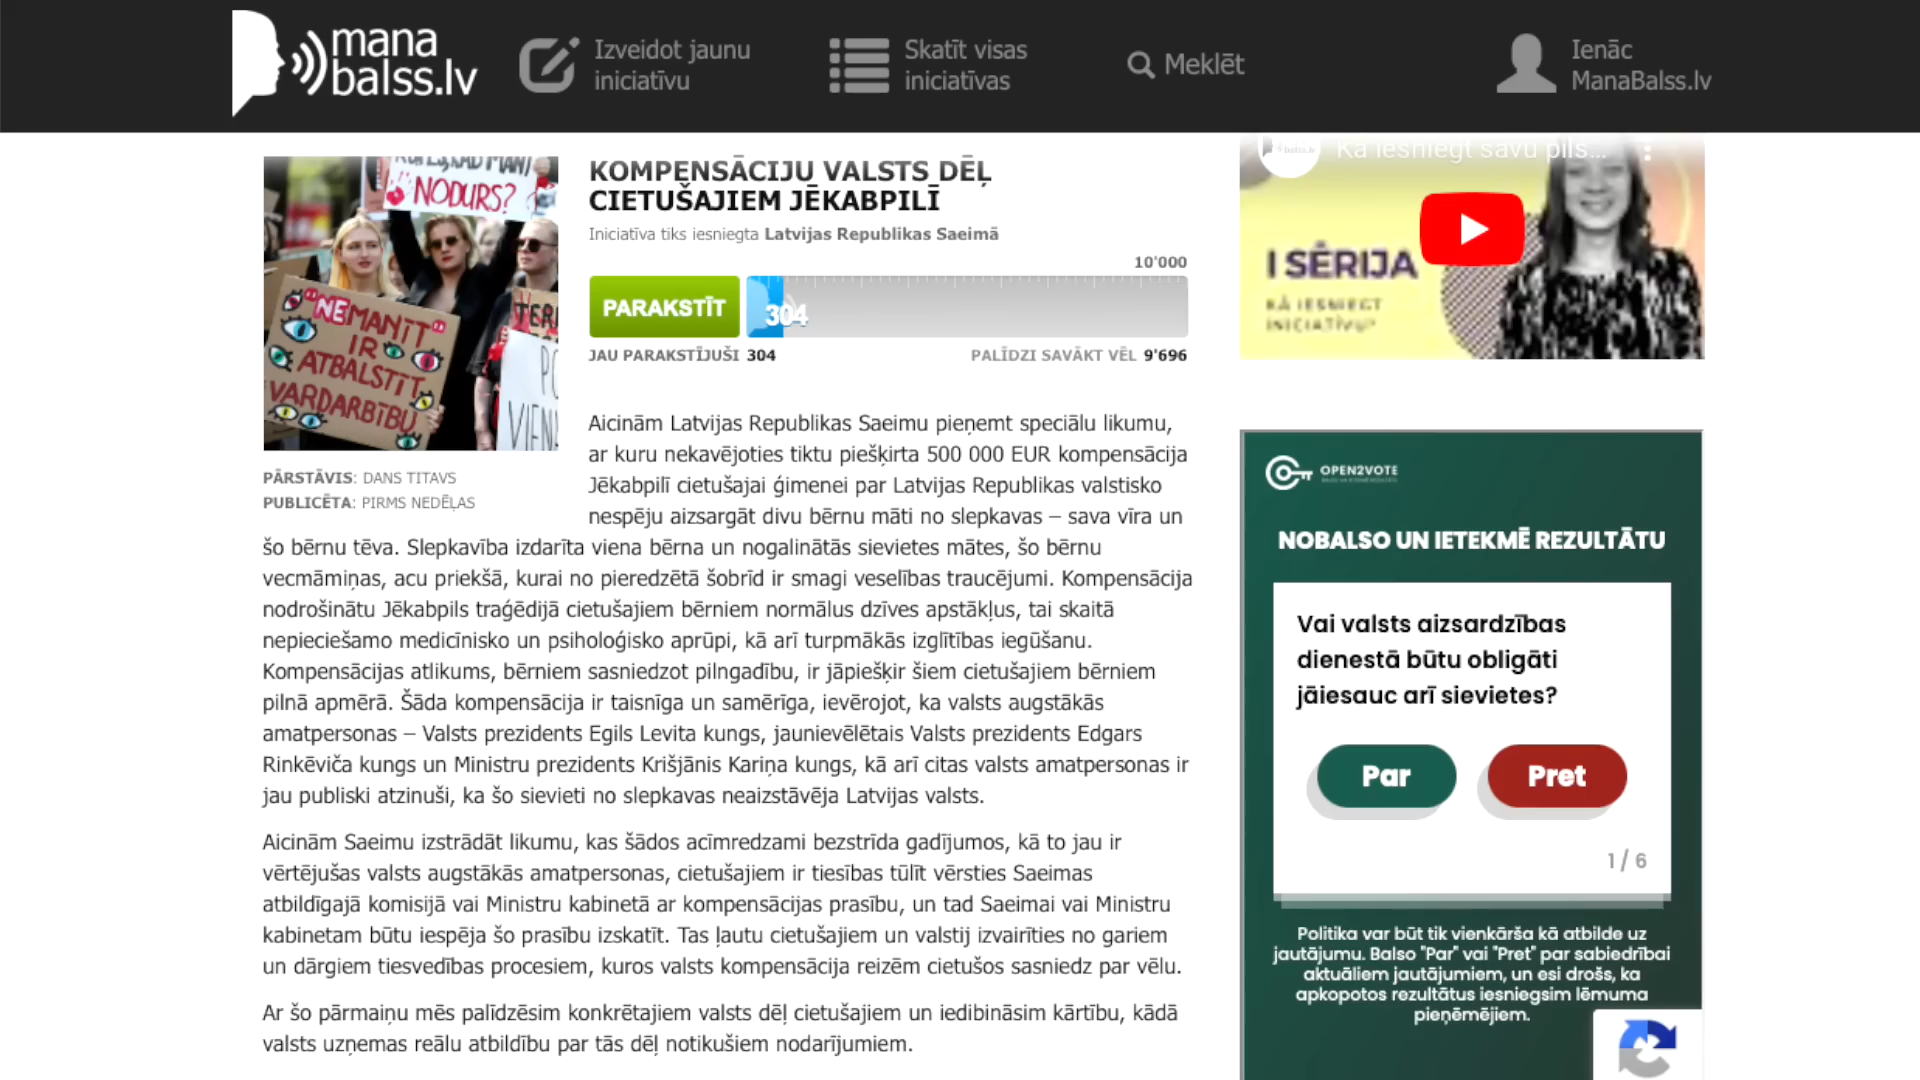 mana
balss.lv
Izveidot jaunu
iniciatīvu
Skatīt visas
iniciatīvas
Meklēt
Ienāc
ManaBalss.lv
NODURS?
"NEMANĪT"
IR
ATBALSTĪT
VARDARBĪBU
PĀRSTĀVIS: DANS TITAVS
PUBLICĒTA: PIRMS NEDĒĻAS
KOMPENSĀCIJU VALSTS DĒĻ
CIETUŠAJIEM JĒKABPILĪ
Iniciatīva tiks iesniegta Latvijas Republikas Saeimā
10'000
PARAKSTĪT
304
JAU PARAKSTĪJUŠI 304
PALĪDZI SAVĀKT VĒL 9'696
Aicinām Latvijas Republikas Saeimu pieņemt speciālu likumu,
ar kuru nekavējoties tiktu piešķirta 500 000 EUR kompensācija
Jēkabpilī cietušajai ģimenei par Latvijas Republikas valstisko
nespēju aizsargāt divu bērnu māti no slepkavas – sava vīra un
šo bērnu tēva. Slepkavība izdarīta viena bērna un nogalinātās sievietes mātes, šo bērnu
vecmāmiņas, acu priekšā, kurai no pieredzētā šobrīd ir smagi veselības traucējumi. Kompensācija
nodrošinātu Jēkabpils traģēdijā cietušajiem bērniem normālus dzīves apstākļus, tai skaitā
nepieciešamo medicīnisko un psiholoģisko aprūpi, kā arī turpmākās izglītības iegūšanu.
Kompensācijas atlikums, bērniem sasniedzot pilngadību, ir jāpiešķir šiem cietušajiem bērniem
pilnā apmērā. Šāda kompensācija ir taisnīga un samērīga, ievērojot, ka valsts augstākās
amatpersonas – Valsts prezidents Egils Levita kungs, jaunievēlētais Valsts prezidents Edgars
Rinkēviča kungs un Ministru prezidents Krišjānis Kariņa kungs, kā arī citas valsts amatpersonas ir
jau publiski atzinuši, ka šo sievieti no slepkavas neaizstāvēja Latvijas valsts.
Aicinām Saeimu izstrādāt likumu, kas šādos acīmredzami bezstrīda gadījumos, kā to jau ir
vērtējušas valsts augstākās amatpersonas, cietušajiem ir tiesības tūlīt vērsties Saeimas
atbildīgajā komisijā vai Ministru kabinetā ar kompensācijas prasību, un tad Saeimai vai Ministru
kabinetam būtu iespēja šo prasību izskatīt. Tas ļautu cietušajiem un valstij izvairīties no gariem
un dārgiem tiesvedības procesiem, kuros valsts kompensācija reizēm cietušos sasniedz par vēlu.
Ar šo pārmaiņu mēs palīdzēsim konkrētajiem valsts dēļ cietušajiem un iedibināsim kārtību, kādā
valsts uzņemas reālu atbildību par tās dēļ notikušiem nodarījumiem.
Kā iesniegt savu pils...
I SĒRIJA
KĀ IESNIEGT
INICIATĪVU?
OPEN2VOTE
NOBALSO UN IETEKMĒ REZULTĀTU
Vai valsts aizsardzības
dienestā būtu obligāti
jāiesauc arī sievietes?
Par
Pret
1 / 6
Politika var būt tik vienkārša kā atbilde uz
jautājumu. Balso "Par" vai "Pret" par sabiedrībai
aktuāliem jautājumiem, un esi drošs, ka
apkopotos rezultātus iesniegsim lēmuma
pieņēmējiem.